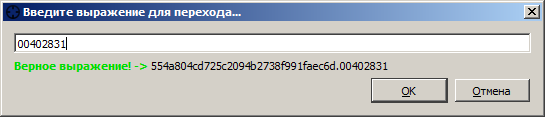 Введите выражение для перехода...
00402831
Верное выражение! -> 554a804cd725c2094b2738f991faec6d.00402831
OK
Отмена